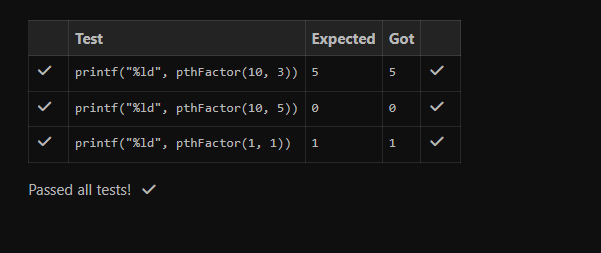 Test Expected Got
printf("%ld", pthFactor(10, 3)) 5 5
printf("%ld", pthFactor(10, 5)) 0 0
printf("%ld", pthFactor(1, 1)) 1 1
Passed all tests!